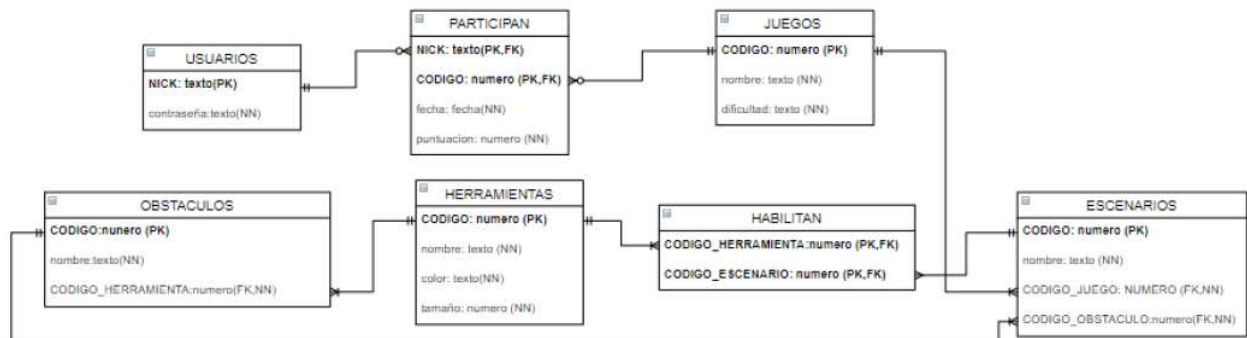 USUARIOS
NICK: texto(PK)
contraseña:texto(NN)
PARTICIPAN
NICK: texto(PK,FK)
CODIGO: numero (PK,FK)
fecha: fecha(NN)
puntuacion: numero (NN)
JUEGOS
CODIGO: numero (PK)
nombre: texto (NN)
dificultad: texto (NN)
OBSTACULOS
CODIGO:nunero (PK)
nombre:texto(NN)
CODIGO_HERRAMIENTA:numero(FK,NN)
HERRAMIENTAS
CODIGO: numero (PK)
nombre: texto (NN)
color: texto(NN)
tamaño: numero (NN)
HABILITAN
CODIGO_HERRAMIENTA:numero (PK,FK)
CODIGO_ESCENARIO: numero (PK,FK)
ESCENARIOS
CODIGO: numero (PK)
nombre: texto (NN)
CODIGO_JUEGO: NUMERO (FK,NN)
CODIGO_OBSTACULO:numero(FK,NN)